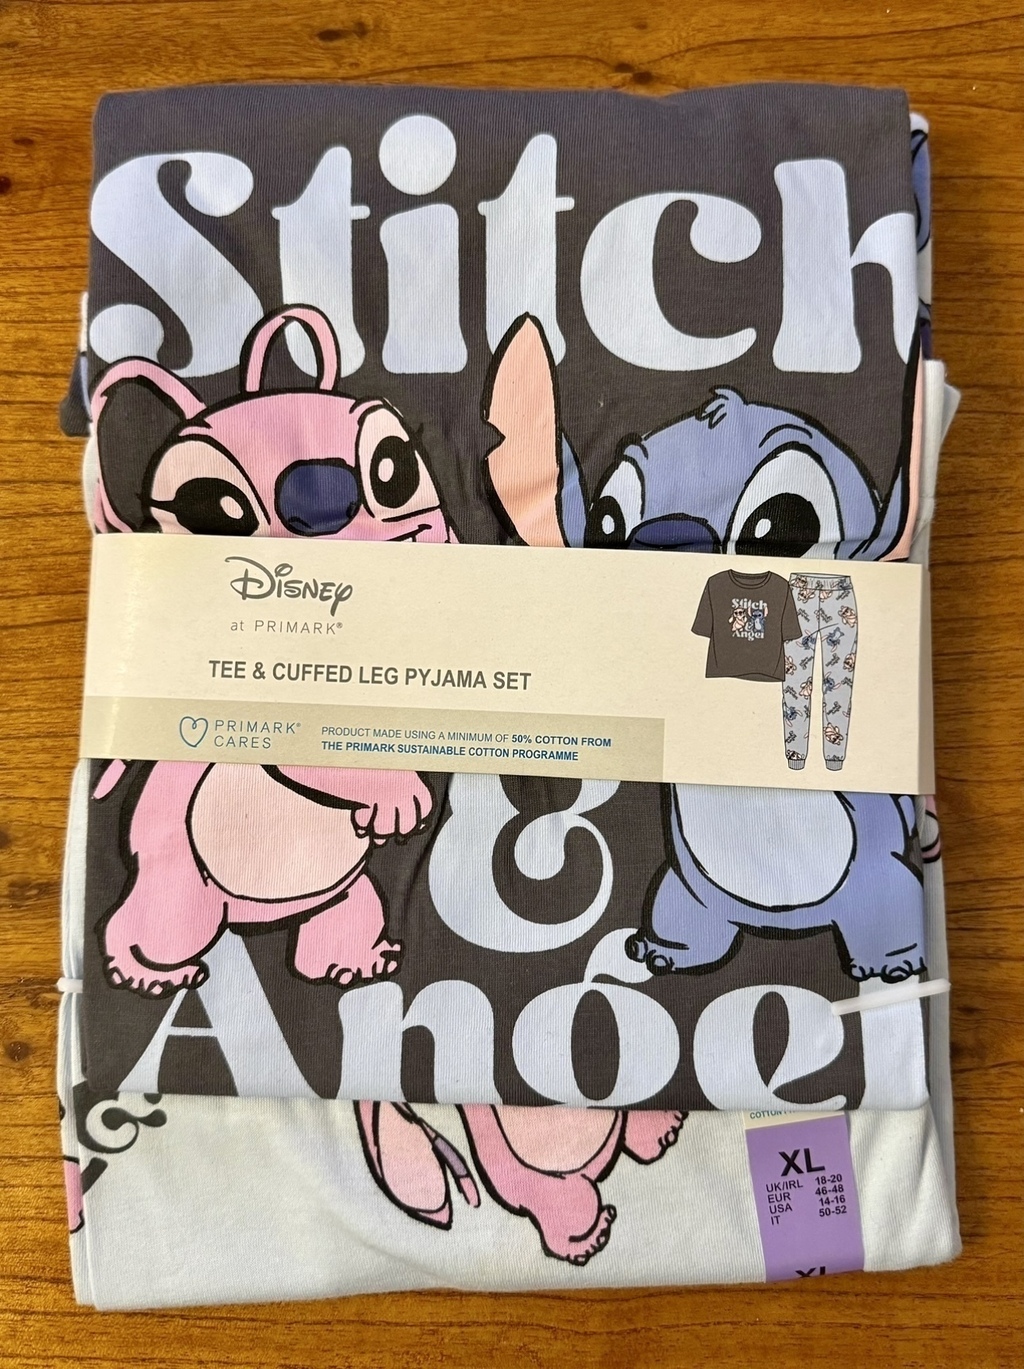 Stitch
Disney
at PRIMARK®
TEE & CUFFED LEG PYJAMA SET
PRIMARK®
CARES
PRODUCT MADE USING A MINIMUM OF 50% COTTON FROM
THE PRIMARK SUSTAINABLE COTTON PROGRAMME
Stitch
&
Angel
&
Angel
&
XL
UK/IRL 18-20
EUR 46-48
USA 14-16
IT 50-52
XL